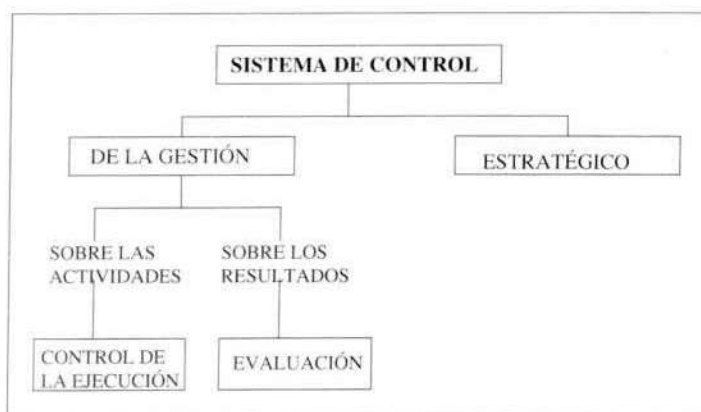 SISTEMA DE CONTROL
DE LA GESTIÓN
ESTRATÉGICO
SOBRE LAS
ACTIVIDADES
SOBRE LOS
RESULTADOS
CONTROL DE
LA EJECUCIÓN
EVALUACIÓN